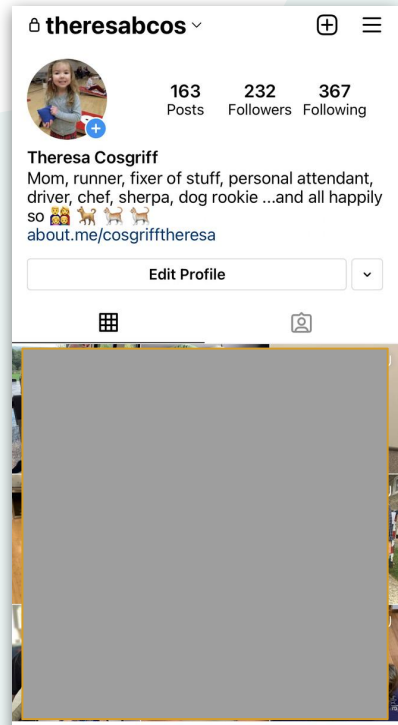 theresabcos
163 232 367
Posts Followers Following
Theresa Cosgriff
Mom, runner, fixer of stuff, personal attendant,
driver, chef, sherpa, dog rookie ...and all happily
so 👯 🐕 🐈 🐈
about.me/cosgrifftheresa
Edit Profile